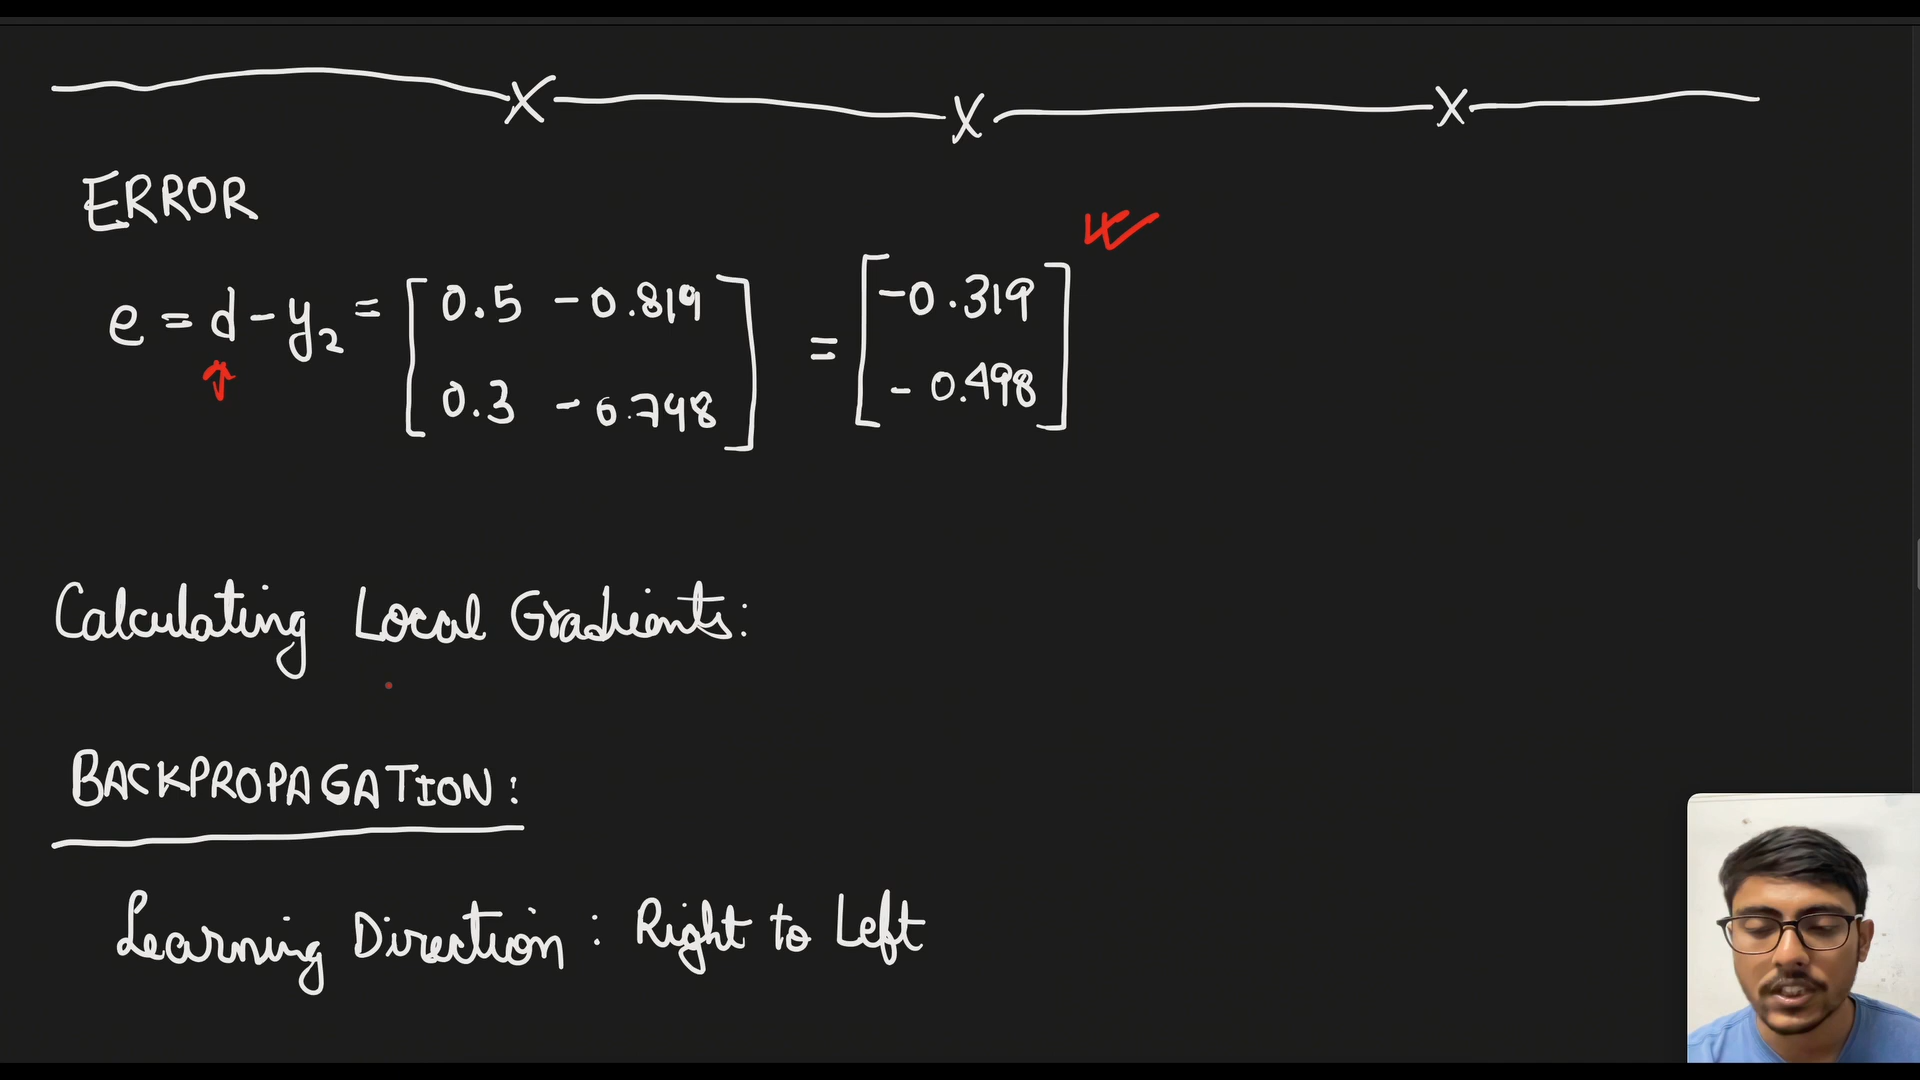 ERROR
e = d - y₂ = [ 0.5 - 0.819 ; 0.3 - 0.748 ] = [ -0.319 ; - 0.498 ]
Calculating Local Gradients:
BACKPROPAGATION:
Learning Direction : Right to Left